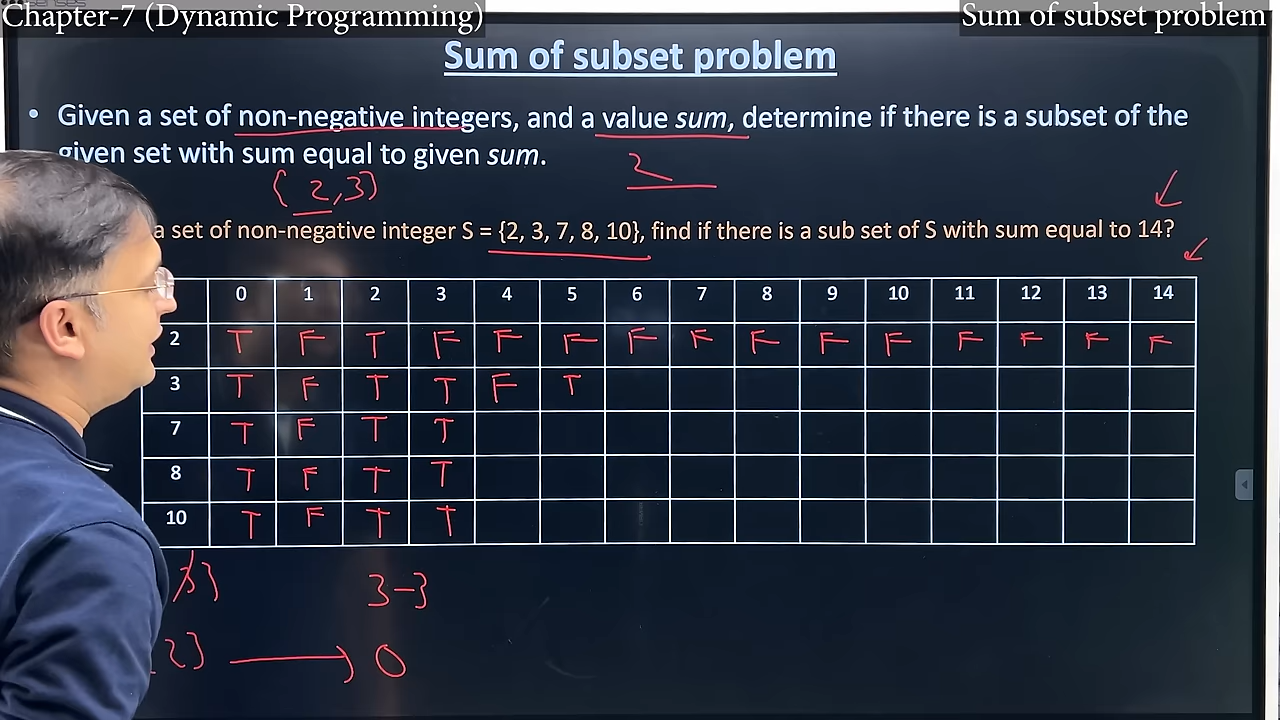 Chapter-7 (Dynamic Programming)
Sum of subset problem
Sum of subset problem
• Given a set of non-negative integers, and a value sum, determine if there is a subset of the
given set with sum equal to given sum.
{2,3}
2
a set of non-negative integer S = {2, 3, 7, 8, 10}, find if there is a sub set of S with sum equal to 14?
0 1 2 3 4 5 6 7 8 9 10 11 12 13 14
2 T F T F F F F F F F F F F F F
3 T F T T F T
7 T F T T
8 T F T T
10 T F T T
3}
3-3
2}
0